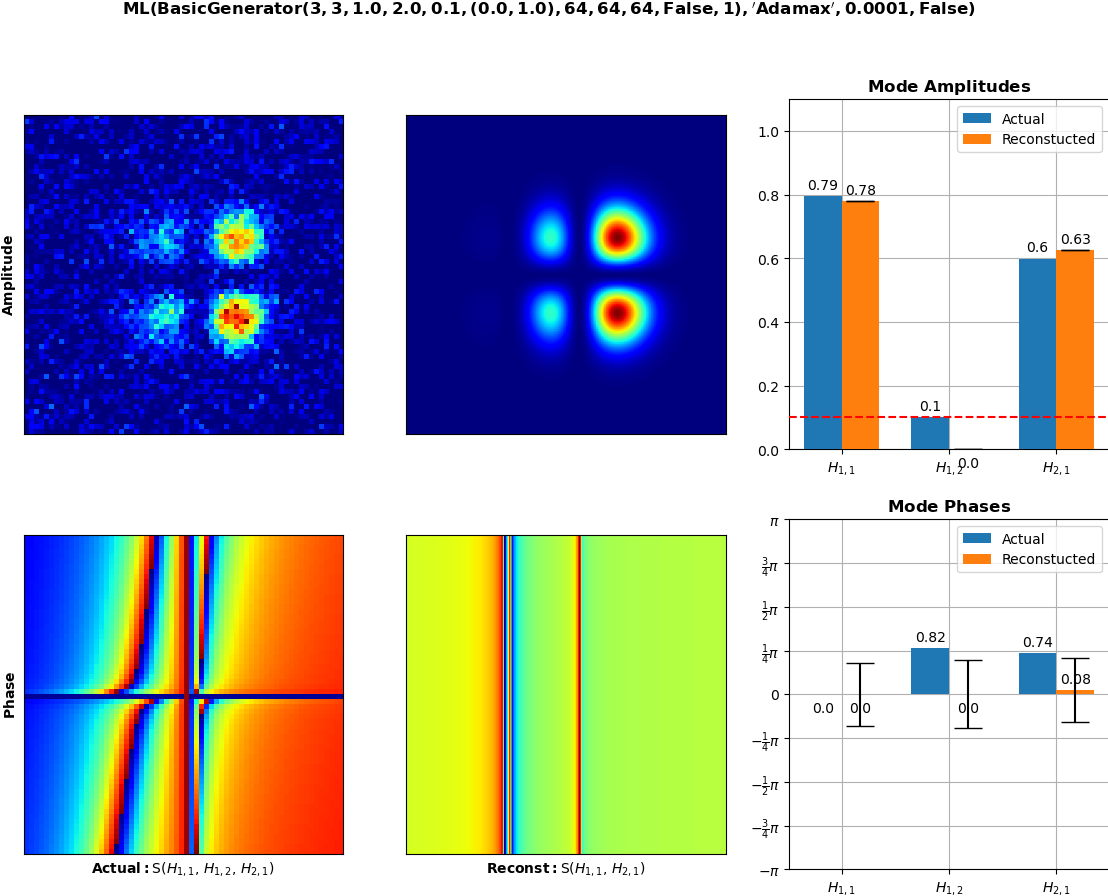 ML(BasicGenerator(3, 3, 1.0, 2.0, 0.1, (0.0, 1.0), 64, 64, 64, False, 1), ′Adamax′, 0.0001, False)
Amplitude
Mode Amplitudes
Actual
Reconstucted
1.0
0.8
0.6
0.4
0.2
0.0
0.79 0.78
0.1
0.0
0.6 0.63
H1,1 H1,2 H2,1
Phase
Actual: S(H1,1, H1,2, H2,1)
Reconst: S(H1,1, H2,1)
Mode Phases
Actual
Reconstucted
π
3/4π
1/2π
1/4π
0
−1/4π
−1/2π
−3/4π
−π
0.0 0.0
0.82 0.0
0.74 0.08
H1,1 H1,2 H2,1